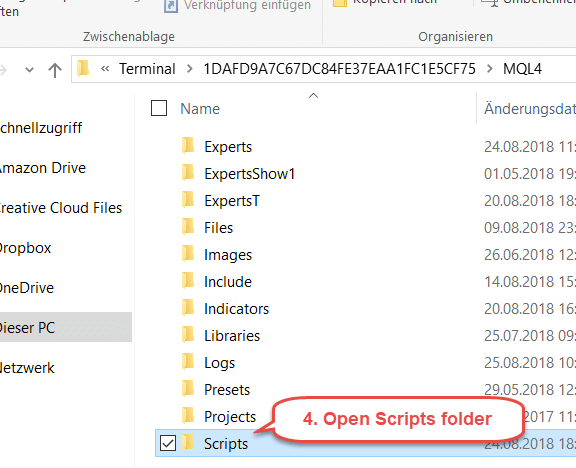 ften
Verknüpfung einfügen
Kopieren nach
Umbenennen
Zwischenablage
Organisieren
« Terminal > 1DAFD9A7C67DC84FE37EAA1FC1E5CF75 > MQL4
Name
Änderungsdat
chnellzugriff
Amazon Drive
Creative Cloud Files
Dropbox
OneDrive
Dieser PC
Netzwerk
Experts 24.08.2018 11:
ExpertsShow1 01.05.2018 19:
ExpertsT 20.08.2018 18:
Files 09.08.2018 23:
Images 26.06.2018 12:
Include 14.08.2018 15:
Indicators 20.08.2018 16:
Libraries 25.07.2018 09:
Logs 25.08.2018 10:
Presets 29.05.2018 12:
Projects 2017 11:
4. Open Scripts folder
Scripts 24.08.2018 18: